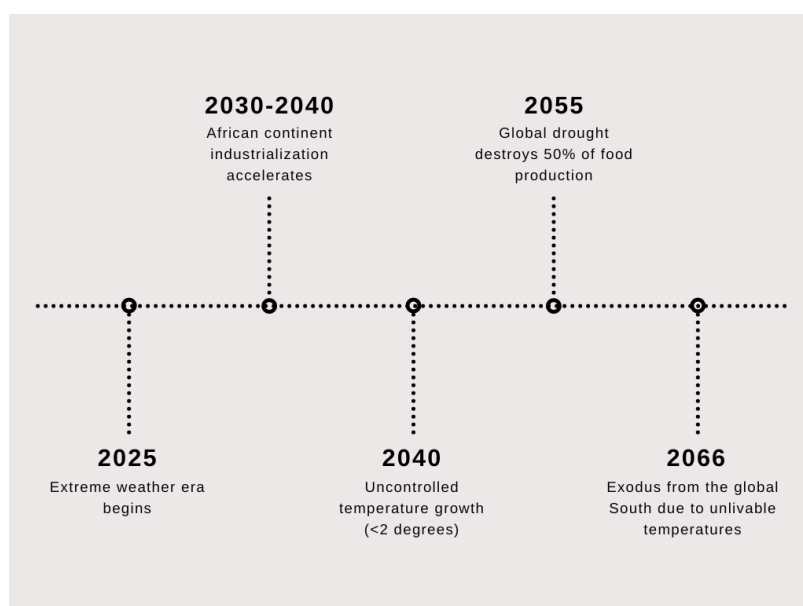 2030-2040
African continent
industrialization
accelerates
2055
Global drought
destroys 50% of food
production
2025
Extreme weather era
begins
2040
Uncontrolled
temperature growth
(<2 degrees)
2066
Exodus from the global
South due to unlivable
temperatures